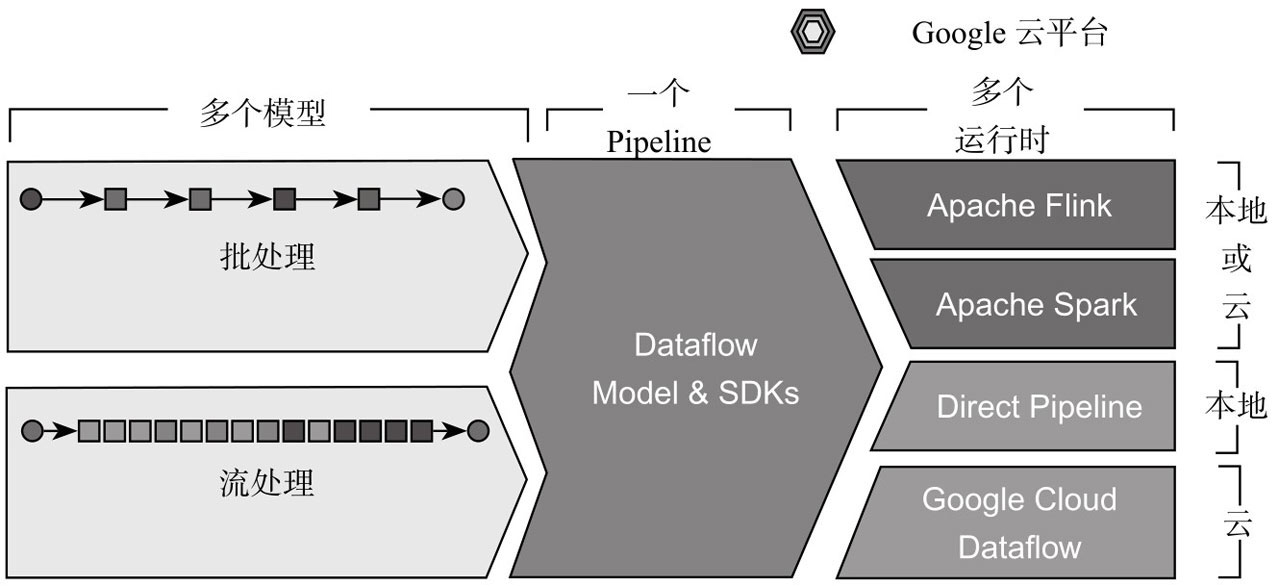 Google 云平台
多个模型
一个
Pipeline
多个
运行时
批处理
流处理
Dataflow
Model & SDKs
Apache Flink
Apache Spark
Direct Pipeline
Google Cloud
Dataflow
本地
或
云
本地
云